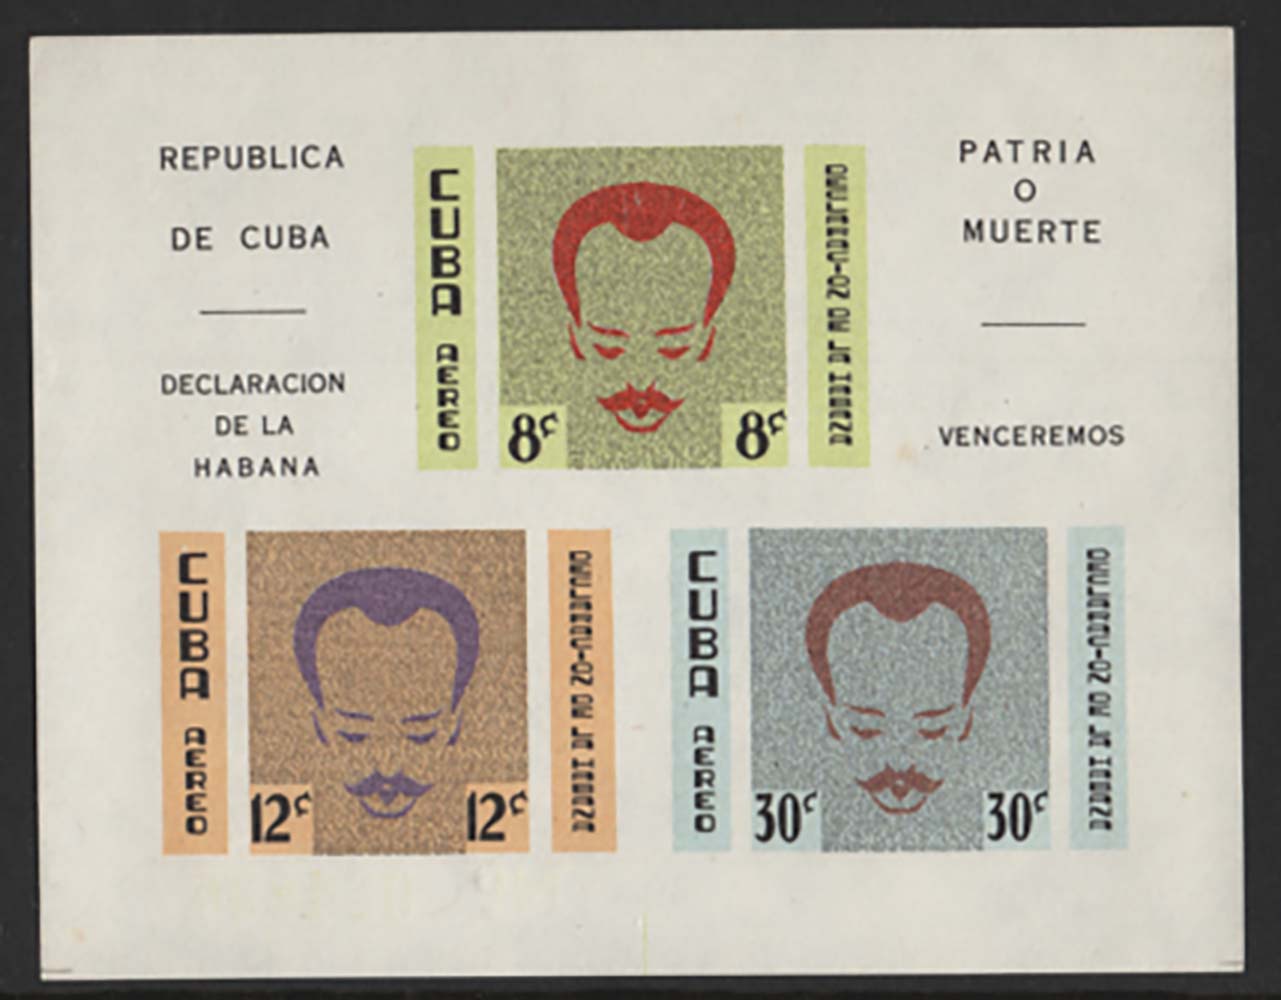 REPUBLICA
DE CUBA
DECLARACION
DE LA
HABANA
PATRIA
O
MUERTE
VENCEREMOS
CUBA AEREO
8¢ 8¢
CUBA AEREO
12¢ 12¢
CUBA AEREO
30¢ 30¢